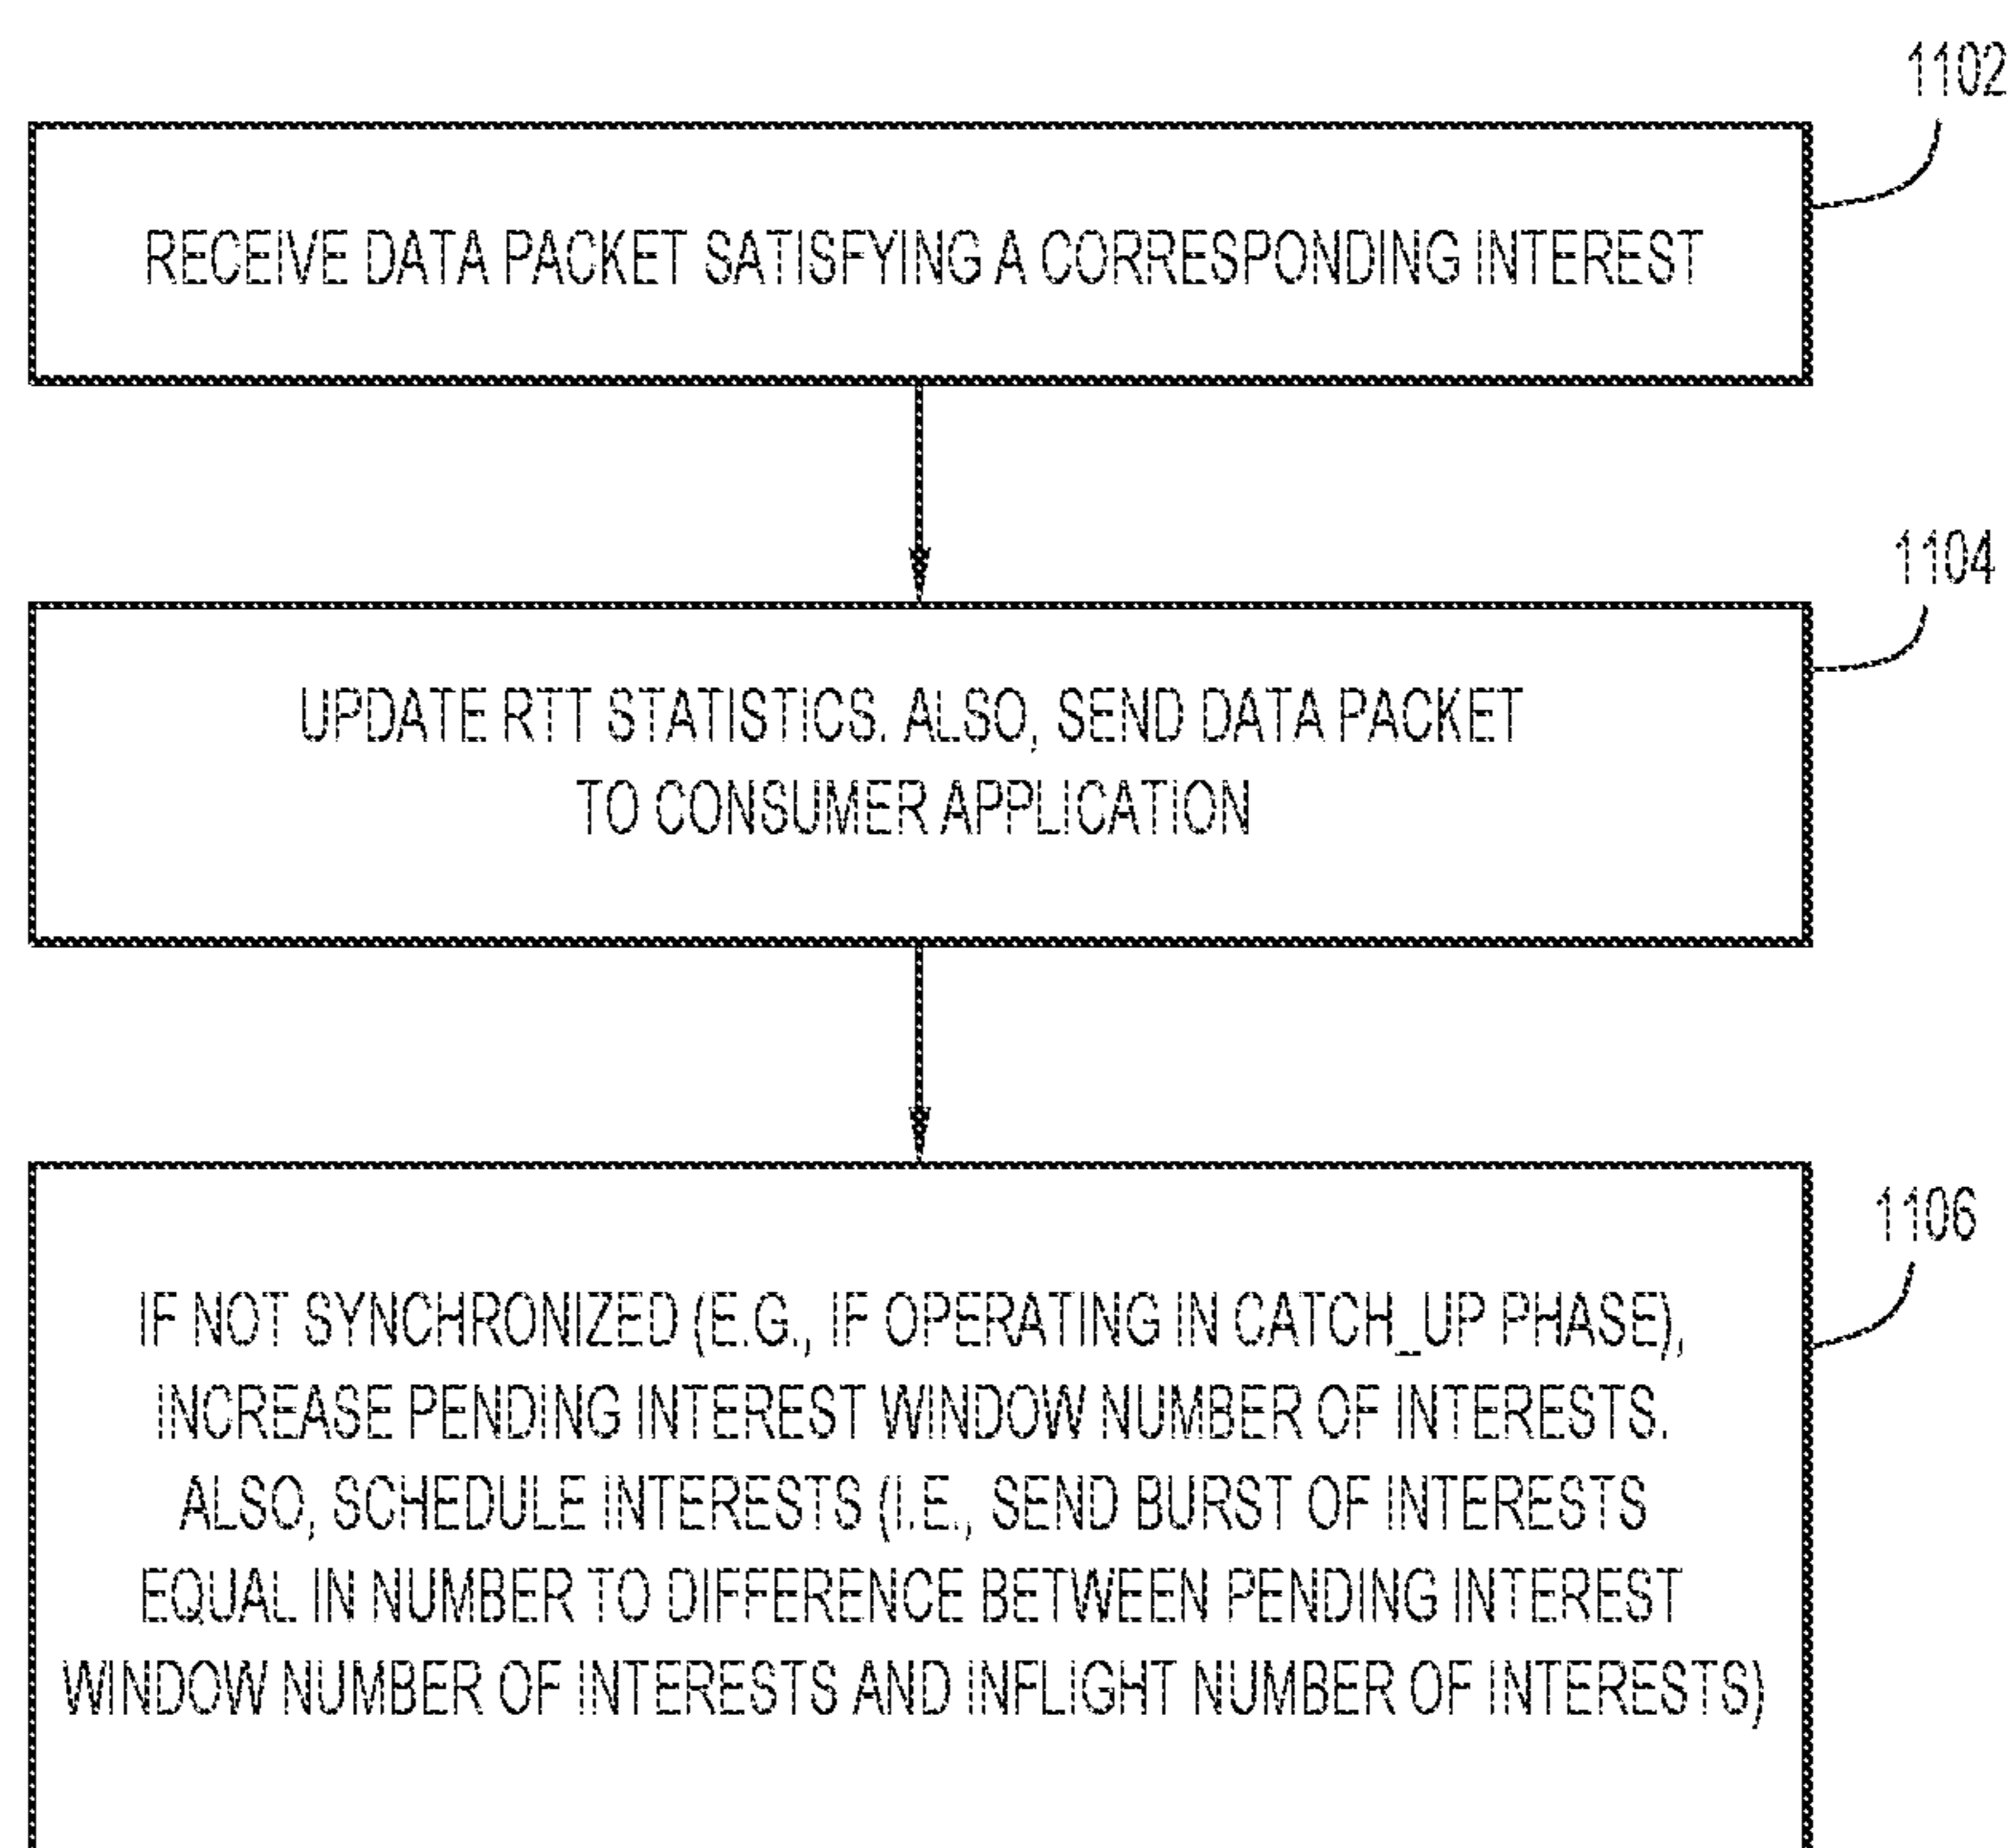 1102
RECEIVE DATA PACKET SATISFYING A CORRESPONDING INTEREST
1104
UPDATE RTT STATISTICS. ALSO, SEND DATA PACKET
TO CONSUMER APPLICATION
1106
IF NOT SYNCHRONIZED (E.G., IF OPERATING IN CATCH_UP PHASE),
INCREASE PENDING INTEREST WINDOW NUMBER OF INTERESTS.
ALSO, SCHEDULE INTERESTS (I.E., SEND BURST OF INTERESTS
EQUAL IN NUMBER TO DIFFERENCE BETWEEN PENDING INTEREST
WINDOW NUMBER OF INTERESTS AND INFLIGHT NUMBER OF INTERESTS)